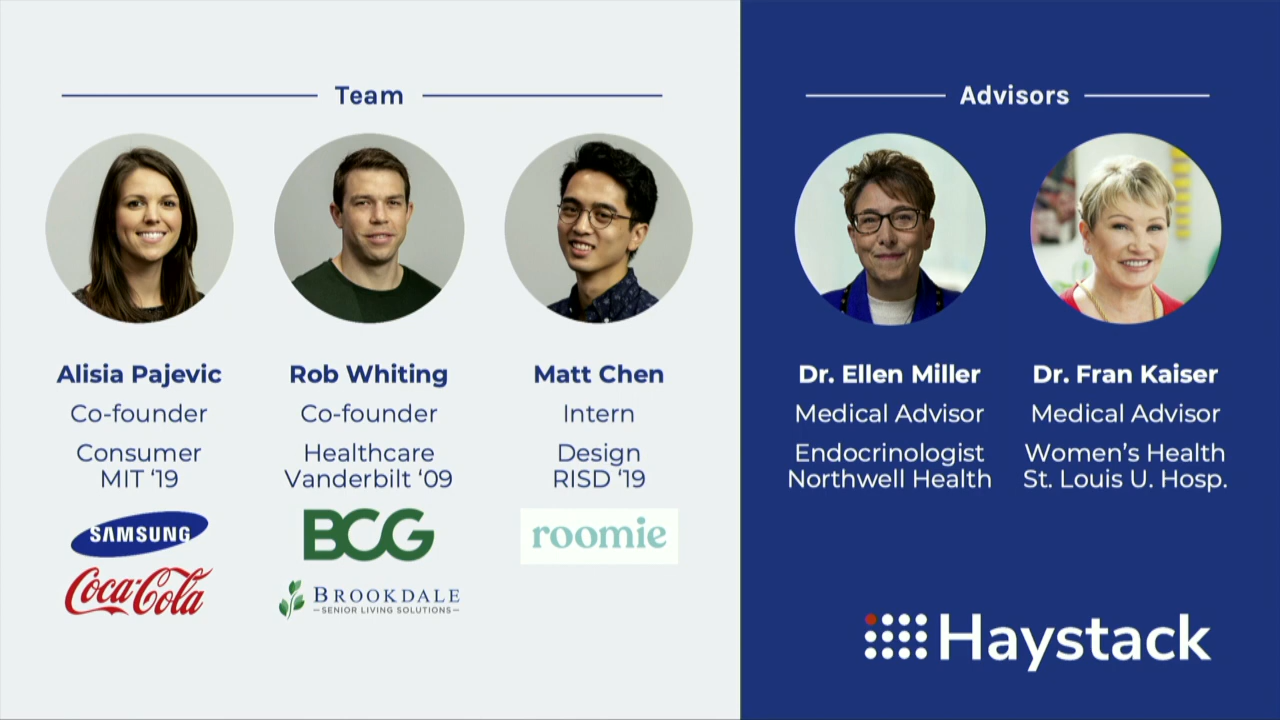 Team
Alisia Pajevic
Co-founder
Consumer
MIT ‘19
SAMSUNG
Coca-Cola
Rob Whiting
Co-founder
Healthcare
Vanderbilt ‘09
BCG
BROOKDALE
SENIOR LIVING SOLUTIONS
Matt Chen
Intern
Design
RISD ‘19
roomie
Advisors
Dr. Ellen Miller
Medical Advisor
Endocrinologist
Northwell Health
Dr. Fran Kaiser
Medical Advisor
Women’s Health
St. Louis U. Hosp.
Haystack